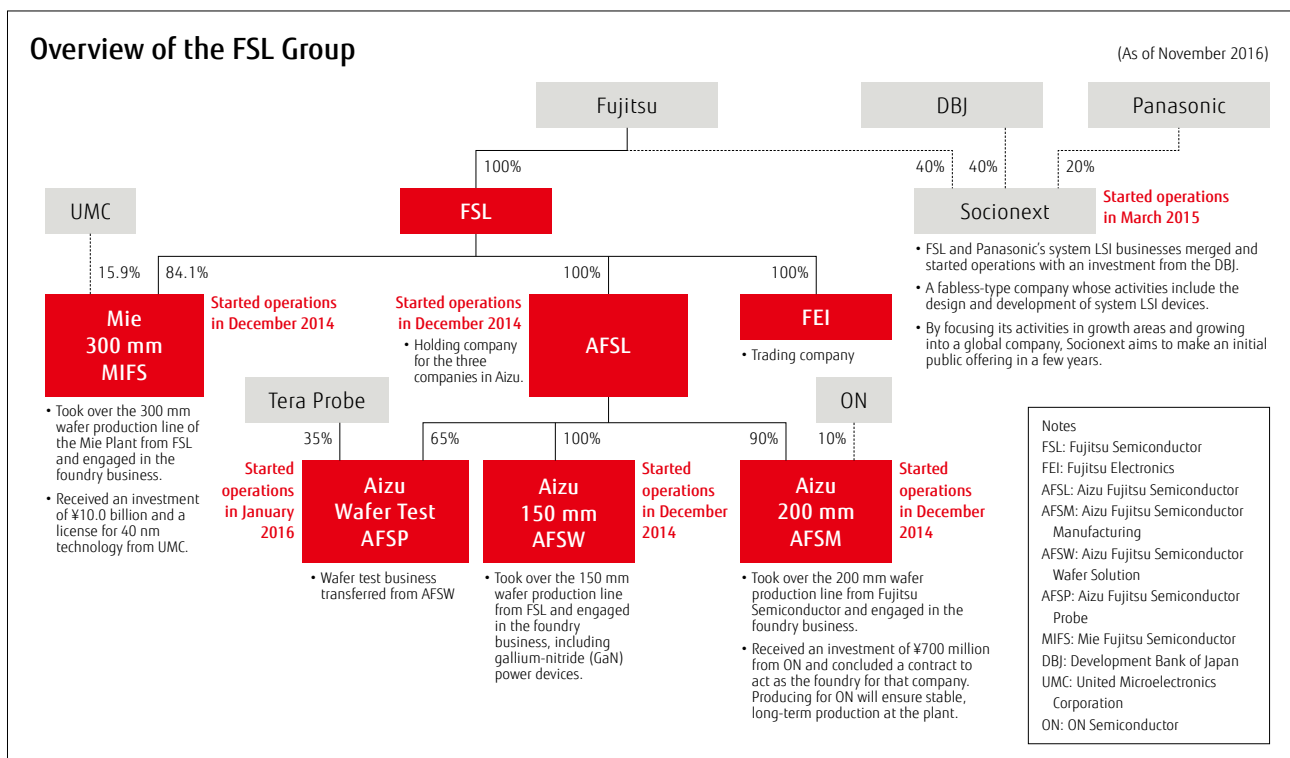 Overview of the FSL Group
(As of November 2016)
Fujitsu
DBJ
Panasonic
100%
40%
40%
20%
UMC
FSL
Socionext
Started operations
in March 2015
• FSL and Panasonic's system LSI businesses merged and
started operations with an investment from the DBJ.
• A fabless-type company whose activities include the
design and development of system LSI devices.
• By focusing its activities in growth areas and growing
into a global company, Socionext aims to make an initial
public offering in a few years.
15.9%
84.1%
100%
100%
Mie
300 mm
MIFS
Started operations
in December 2014
• Took over the 300 mm
wafer production line of
the Mie Plant from FSL
and engaged in the
foundry business.
• Received an investment
of ¥10.0 billion and a
license for 40 nm
technology from UMC.
Started operations
in December 2014
• Holding company
for the three
companies in Aizu.
AFSL
FEI
• Trading company
Tera Probe
ON
35%
65%
100%
90%
10%
Started
operations
in January
2016
Aizu
Wafer Test
AFSP
• Wafer test business
transferred from AFSW
Aizu
150 mm
AFSW
Started
operations
in December
2014
• Took over the 150 mm
wafer production line
from FSL and engaged
in the foundry
business, including
gallium-nitride (GaN)
power devices.
Aizu
200 mm
AFSM
Started
operations
in December
2014
• Took over the 200 mm wafer
production line from Fujitsu
Semiconductor and engaged in the
foundry business.
• Received an investment of ¥700 million
from ON and concluded a contract to
act as the foundry for that company.
Producing for ON will ensure stable,
long-term production at the plant.
Notes
FSL: Fujitsu Semiconductor
FEI: Fujitsu Electronics
AFSL: Aizu Fujitsu Semiconductor
AFSM: Aizu Fujitsu Semiconductor
Manufacturing
AFSW: Aizu Fujitsu Semiconductor
Wafer Solution
AFSP: Aizu Fujitsu Semiconductor
Probe
MIFS: Mie Fujitsu Semiconductor
DBJ: Development Bank of Japan
UMC: United Microelectronics
Corporation
ON: ON Semiconductor